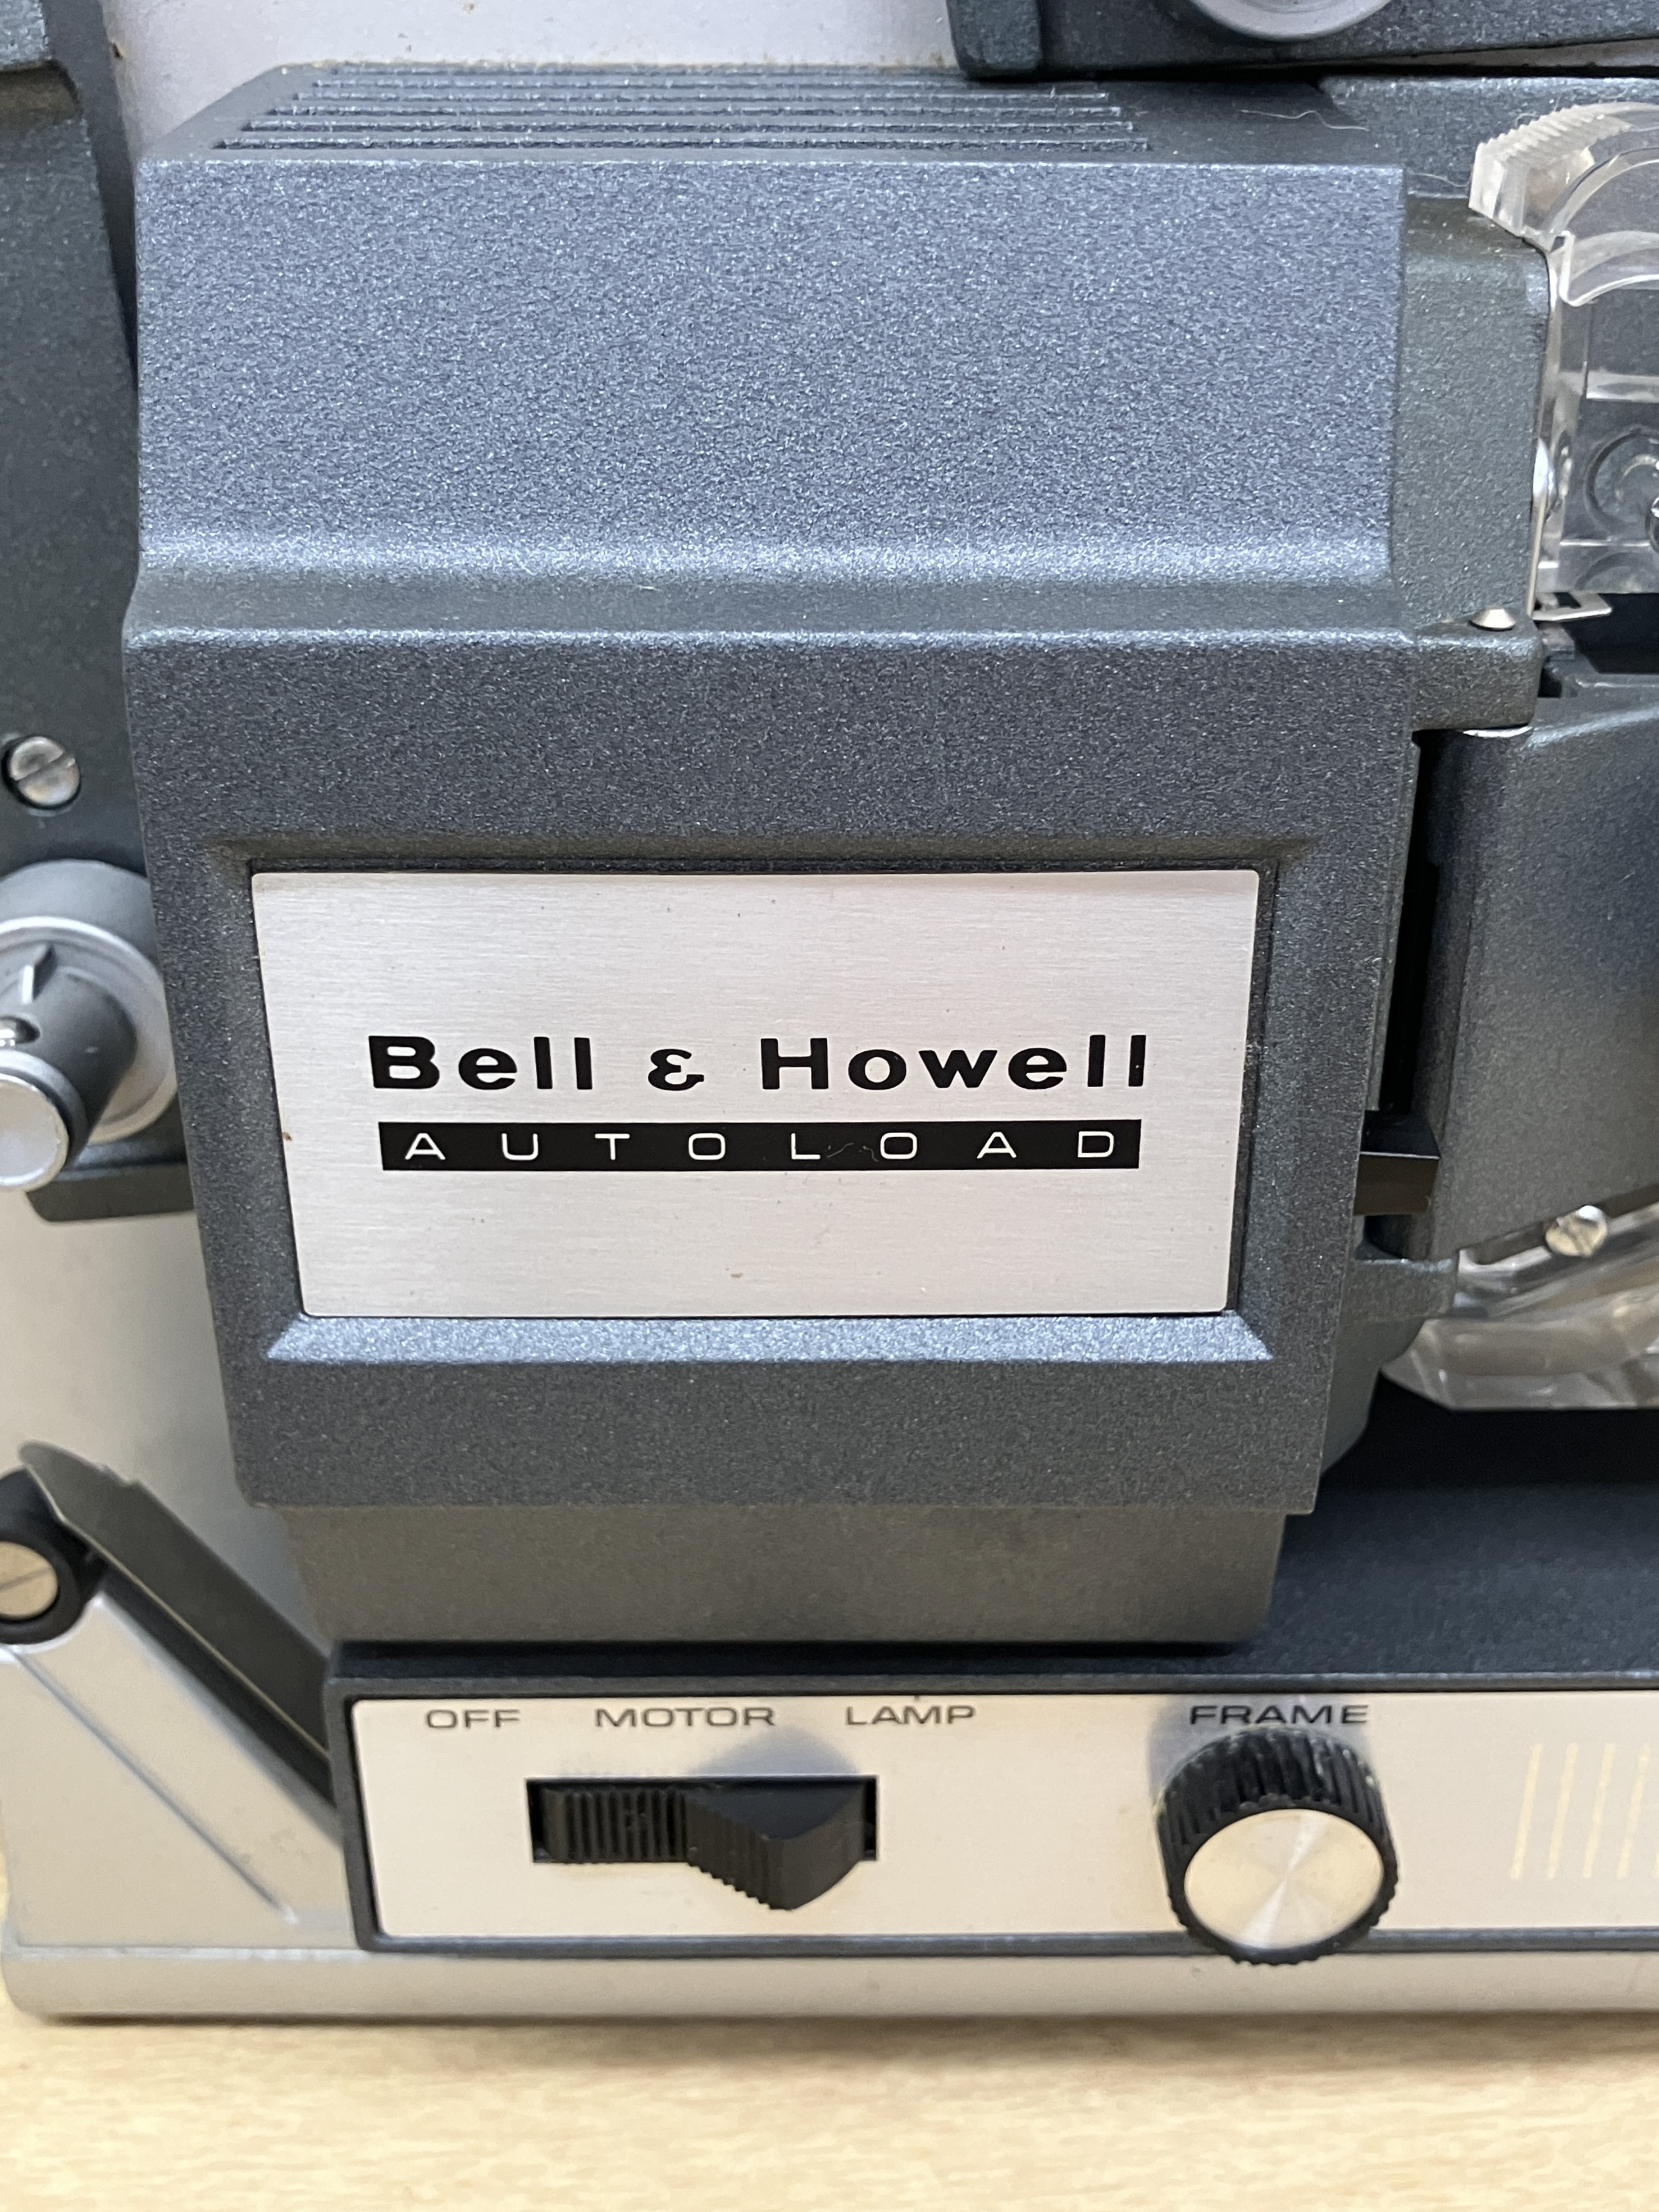 Bell & Howell
AUTOLOAD
OFF MOTOR LAMP FRAME